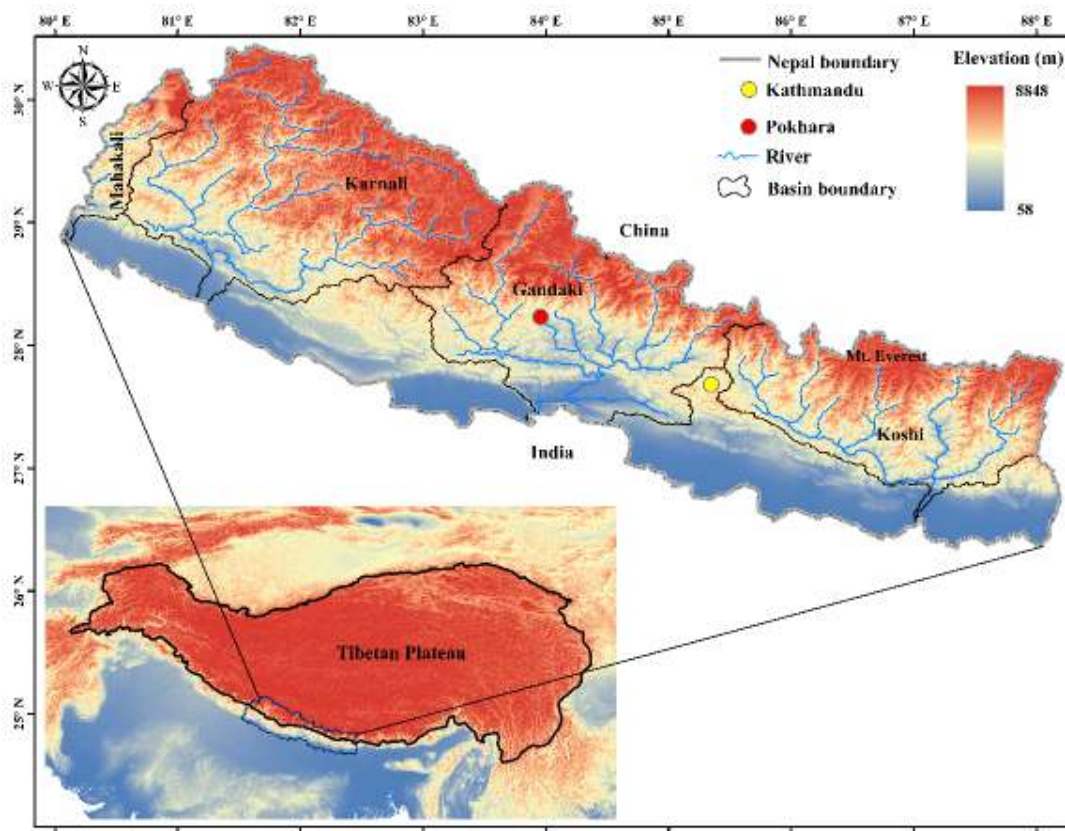 80° E 81° E 82° E 83° E 84° E 85° E 86° E 87° E 88° E
N
W E
S
Nepal boundary
Kathmandu
Pokhara
River
Basin boundary
Elevation (m)
8848
58
30° N
29° N
28° N
27° N
26° N
25° N
Mahakali
Karnali
China
Gandaki
Mt. Everest
Koshi
India
Tibetan Plateau